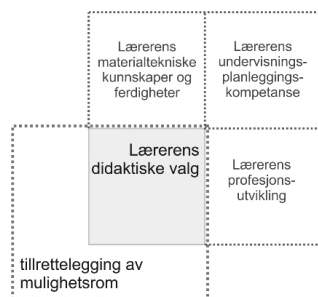 Lærerens
materialtekniske
kunnskaper og
ferdigheter
Lærerens
undervisnings-
planleggings-
kompetanse
Lærerens
didaktiske valg
Lærerens
profesjons-
utvikling
tillrettelegging av
mulighetsrom